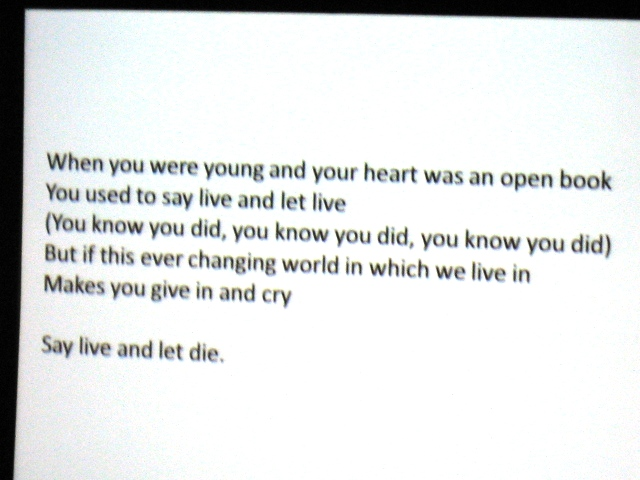 When you were young and your heart was an open book
You used to say live and let live
(You know you did, you know you did, you know you did)
But if this ever changing world in which we live in
Makes you give in and cry
Say live and let die.